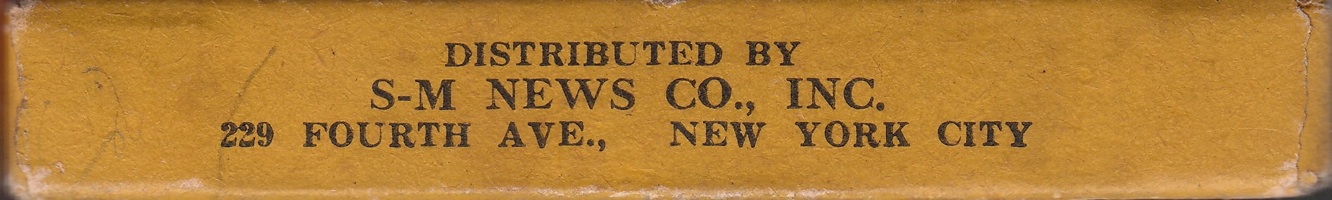 DISTRIBUTED BY
S-M NEWS CO., INC.
229 FOURTH AVE., NEW YORK CITY